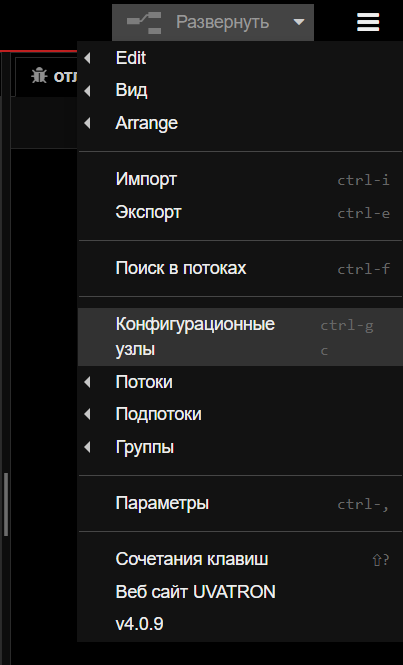 Развернуть
отл
Edit
Вид
Arrange
Импорт ctrl-i
Экспорт ctrl-e
Поиск в потоках ctrl-f
Конфигурационные ctrl-g
узлы c
Потоки
Подпотоки
Группы
Параметры ctrl-,
Сочетания клавиш ⇧?
Веб сайт UVATRON
v4.0.9